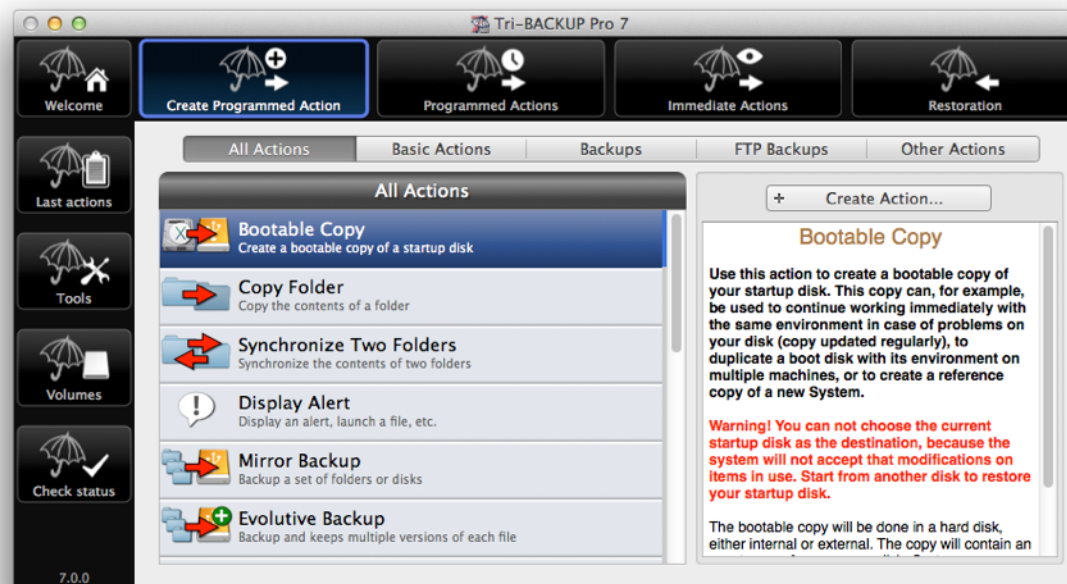 Tri-BACKUP Pro 7
Welcome
Create Programmed Action
Programmed Actions
Immediate Actions
Restoration
Last actions
Tools
Volumes
Check status
7.0.0
All Actions
Basic Actions
Backups
FTP Backups
Other Actions
All Actions
Bootable Copy
Create a bootable copy of a startup disk
Copy Folder
Copy the contents of a folder
Synchronize Two Folders
Synchronize the contents of two folders
Display Alert
Display an alert, launch a file, etc.
Mirror Backup
Backup a set of folders or disks
Evolutive Backup
Backup and keeps multiple versions of each file
+ Create Action...
Bootable Copy
Use this action to create a bootable copy of
your startup disk. This copy can, for example,
be used to continue working immediately with
the same environment in case of problems on
your disk (copy updated regularly), to
duplicate a boot disk with its environment on
multiple machines, or to create a reference
copy of a new System.
Warning! You can not choose the current
startup disk as the destination, because the
system will not accept that modifications on
items in use. Start from another disk to restore
your startup disk.
The bootable copy will be done in a hard disk,
either internal or external. The copy will contain an